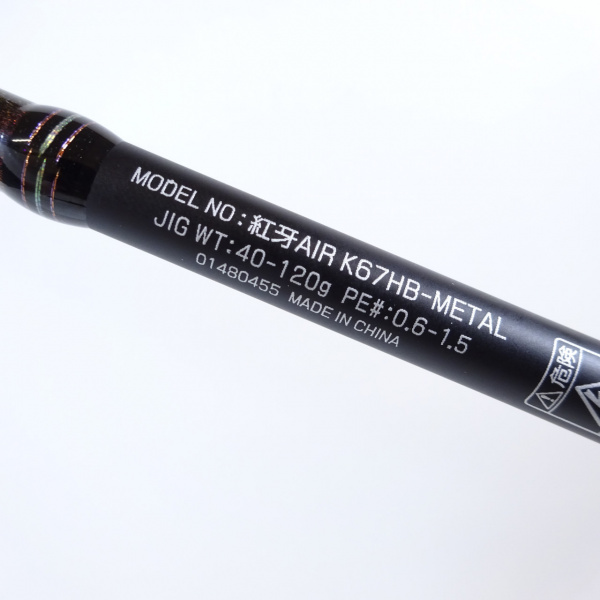 MODEL NO : 紅牙AIR K67HB-METAL
JIG WT:40-120g PE#:0.6-1.5
01480455 MADE IN CHINA
危険